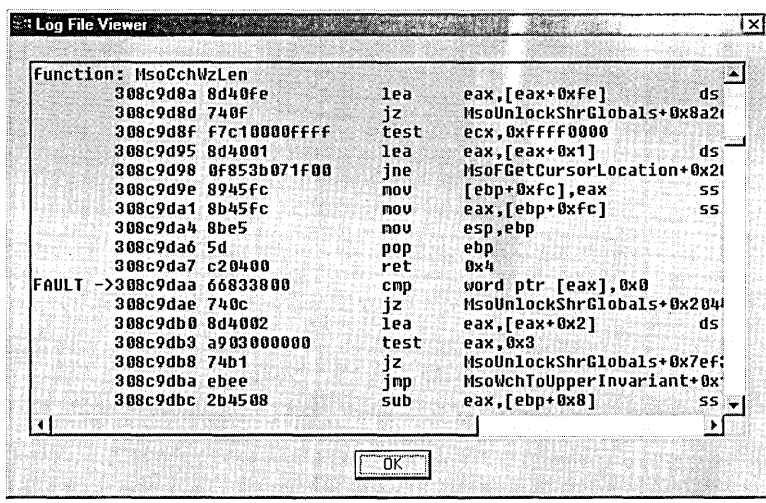 Log File Viewer
Function: MsoCchWzLen
308c9d8a 8d40fe lea eax,[eax+0xfe] ds
308c9d8d 740f jz MsoUnlockShrGlobals+0x8a2
308c9d8f f7c10000ffff test ecx,0xffff0000
308c9d95 8d4001 lea eax,[eax+0x1] ds
308c9d98 0f853b071f00 jne MsoFGetCursorLocation+0x20
308c9d9e 8945fc mov [ebp+0xfc],eax ss
308c9da1 8b45fc mov eax,[ebp+0xfc] ss
308c9da4 8be5 mov esp,ebp
308c9da6 5d pop ebp
308c9da7 c20400 ret 0x4
FAULT ->308c9daa 66833800 cmp word ptr [eax],0x0
308c9dae 740c jz MsoUnlockShrGlobals+0x204
308c9db0 8d4002 lea eax,[eax+0x2] ds
308c9db3 a903000000 test eax,0x3
308c9db8 74b1 jz MsoUnlockShrGlobals+0x7ef
308c9dba ebee jmp MsoWchToUpperInvariant+0x
308c9dbc 2b4508 sub eax,[ebp+0x8] ss
OK